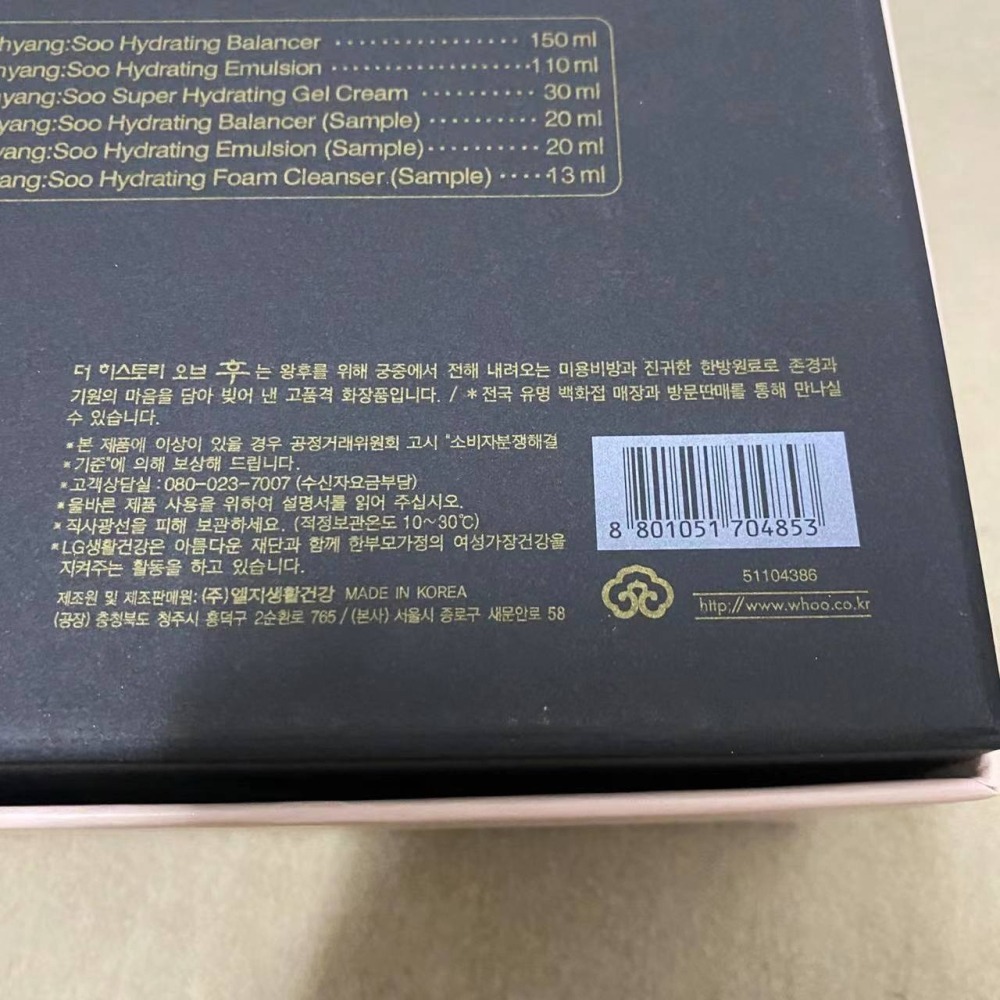 hyang:Soo Hydrating Balancer ·················· 150 ml
hyang:Soo Hydrating Emulsion ···················110 ml
yang:Soo Super Hydrating Gel Cream ·········· 30 ml
yang:Soo Hydrating Balancer (Sample) ·········· 20 ml
yang:Soo Hydrating Emulsion (Sample)·········· 20 ml
ang:Soo Hydrating Foam Cleanser (Sample) ····13 ml
더 히스토리 오브 후 는 왕후를 위해 궁중에서 전해 내려오는 미용비방과 진귀한 한방원료로 존경과
기원의 마음을 담아 빚어 낸 고품격 화장품입니다. / *전국 유명 백화접 매장과 방문딴매를 통해 만나실
수 있습니다.
*본 제품에 이상이 있을 경우 공정거래위원회 고시 "소비자분쟁해결
*기준"에 의해 보상해 드립니다.
*고객상담실 : 080-023-7007 (수신자요금부담)
*올바른 제품 사용을 위하여 설명서를 읽어 주십시오.
*직사광선을 피해 보관하세요. (적정보관온도 10~30℃)
*LG생활건강은 아름다운 재단과 함께 한부모가정의 여성가장건강을
지켜주는 활동을 하고 있습니다.
제조원 및 제조판매원: (주)엘지생활건강 MADE IN KOREA
(공장) 충청북도 청주시 흥덕구 2순환로 765 / (본사) 서울시 종로구 새문안로 58
8 801051 704853
51104386
http://www.whoo.co.kr